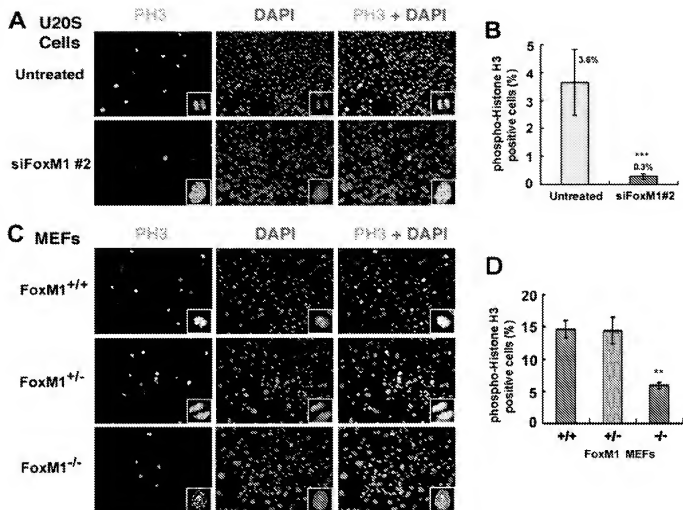 A
U20S
Cells
PH3
DAPI
PH3 + DAPI
Untreated
siFoxM1 #2
B
phospho-Histone H3
positive cells (%)
5
4
3
2
1
0
3.6%
***
0.3%
Untreated
siFoxM1#2
C
MEFs
PH3
DAPI
PH3 + DAPI
FoxM1+/+
FoxM1+/-
FoxM1-/-
D
phospho-Histone H3
positive cells (%)
20
15
10
5
0
**
+/+
+/-
-/-
FoxM1 MEFs